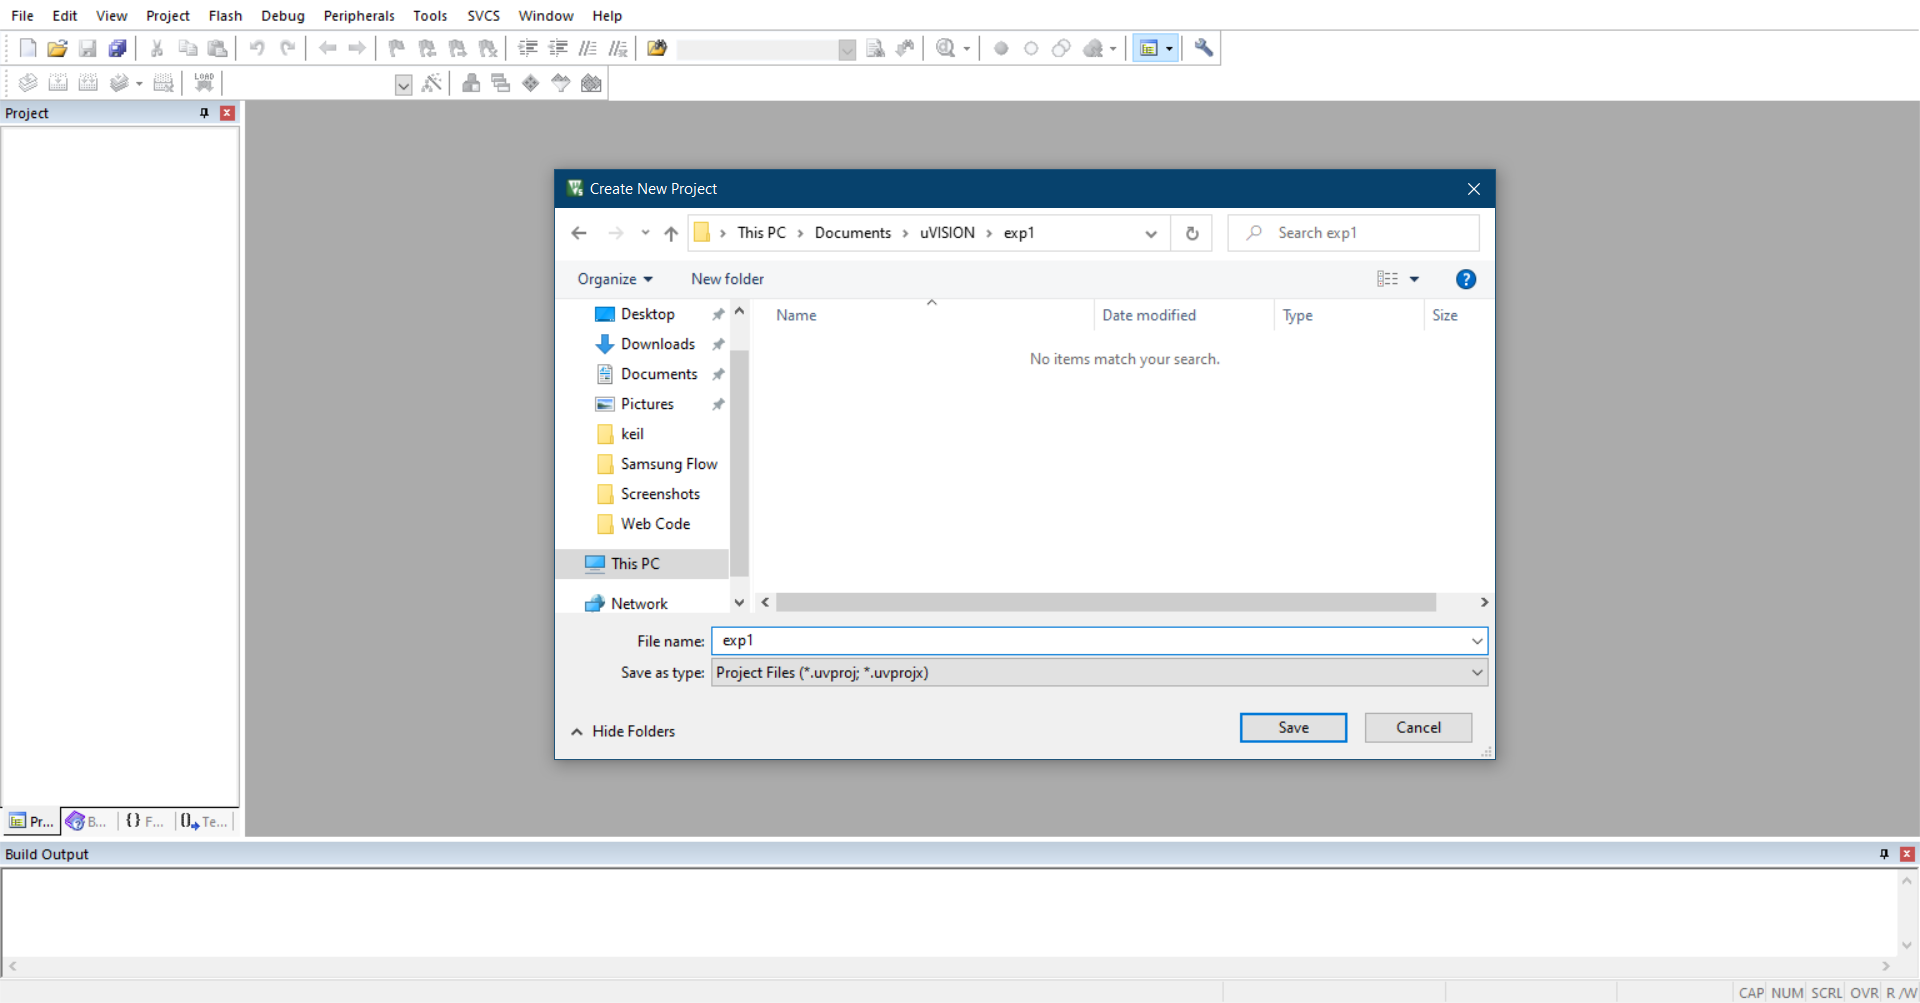 File Edit View Project Flash Debug Peripherals Tools SVCS Window Help
LOAD
Project
Create New Project
This PC Documents uVISION exp1
Search exp1
Organize New folder
Desktop
Downloads
Documents
Pictures
keil
Samsung Flow
Screenshots
Web Code
This PC
Network
Name Date modified Type Size
No items match your search.
File name: exp1
Save as type: Project Files (*.uvproj; *.uvprojx)
Hide Folders
Save Cancel
Pr... B... {} F... Te...
Build Output
CAP NUM SCRL OVR R/W